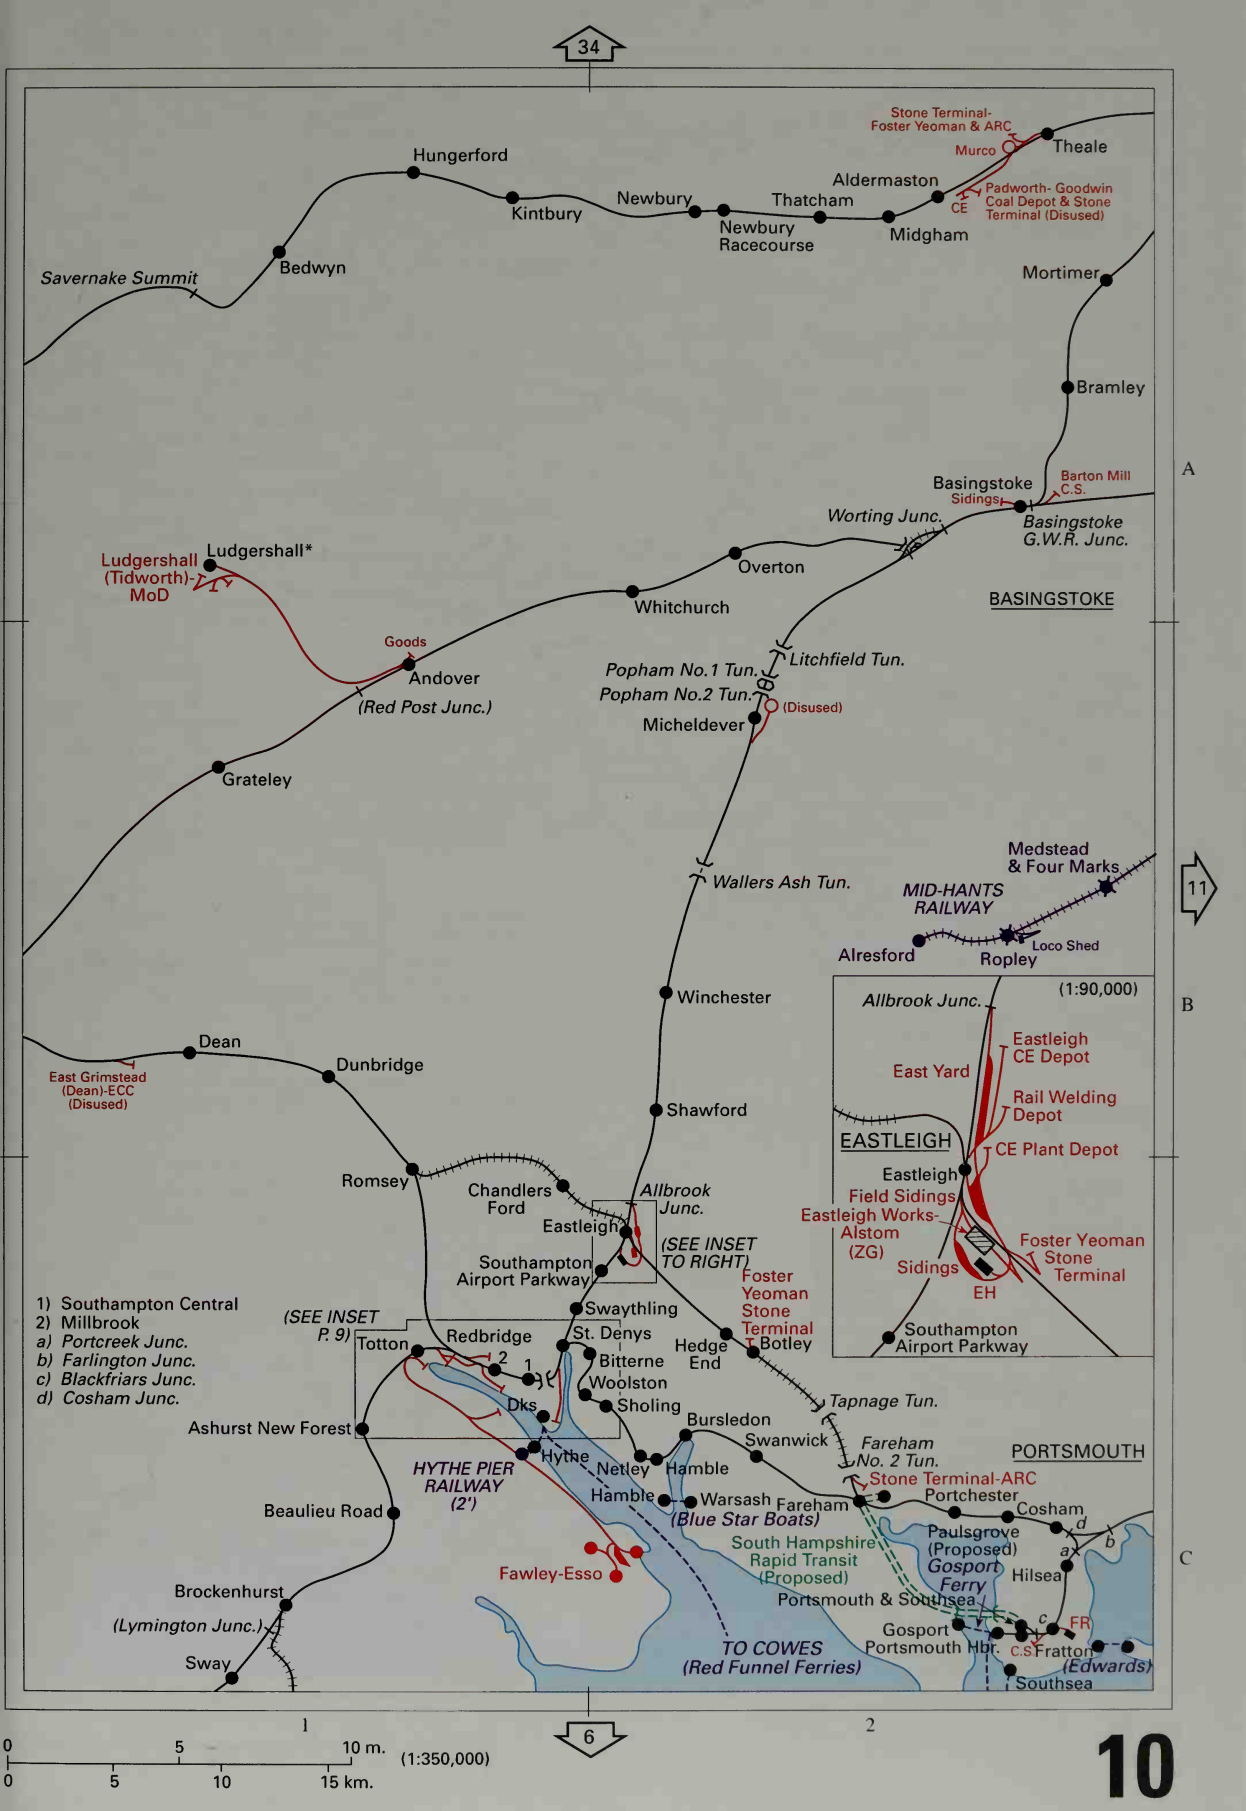 34
Stone Terminal-
Foster Yeoman & ARC
Murco
Theale
Hungerford
Aldermaston
Padworth- Goodwin
Coal Depot & Stone
Terminal (Disused)
CE
Kintbury
Newbury
Thatcham
Newbury
Racecourse
Midgham
Bedwyn
Savernake Summit
Mortimer
Bramley
A
Basingstoke
Sidings
Barton Mill
C.S.
Worting Junc.
Basingstoke
G.W.R. Junc.
Ludgershall*
Ludgershall
(Tidworth)-
MoD
Overton
BASINGSTOKE
Whitchurch
Goods
Andover
(Red Post Junc.)
Litchfield Tun.
Popham No.1 Tun.
Popham No.2 Tun.
(Disused)
Micheldever
Grateley
Wallers Ash Tun.
Medstead
& Four Marks
MID-HANTS
RAILWAY
11
Loco Shed
Alresford
Ropley
Winchester
(1:90,000)
Allbrook Junc.
B
Eastleigh
CE Depot
East Yard
Rail Welding
Depot
EASTLEIGH
CE Plant Depot
Eastleigh
Field Sidings
Eastleigh Works-
Alstom
(ZG)
Foster Yeoman
Stone
Terminal
Sidings
EH
Southampton
Airport Parkway
Dean
East Grimstead
(Dean)-ECC
(Disused)
Dunbridge
Shawford
Romsey
Chandlers
Ford
Allbrook
Junc.
Eastleigh
(SEE INSET
TO RIGHT)
Southampton
Airport Parkway
Foster
Yeoman
Stone
Terminal
1) Southampton Central
2) Millbrook
a) Portcreek Junc.
b) Farlington Junc.
c) Blackfriars Junc.
d) Cosham Junc.
(SEE INSET
P. 9)
Swaythling
Totton
Redbridge
2
1
St. Denys
Hedge
End
Botley
Bitterne
Woolston
Sholing
Dks
Tapnage Tun.
Ashurst New Forest
Bursledon
Swanwick
Fareham
No. 2 Tun.
PORTSMOUTH
Hythe
HYTHE PIER
RAILWAY
(2')
Netley
Hamble
Stone Terminal-ARC
Hamble
Warsash
(Blue Star Boats)
Fareham
Portchester
Cosham
Beaulieu Road
Paulsgrove
(Proposed)
d
a
b
South Hampshire
Rapid Transit
(Proposed)
Gosport
Ferry
Hilsea
Fawley-Esso
Brockenhurst
C
Portsmouth & Southsea
(Lymington Junc.)
c
FR
Gosport
Portsmouth Hbr.
C.S.
Fratton
(Edwards)
Sway
TO COWES
(Red Funnel Ferries)
Southsea
1
2
6
0 5 10 m.
(1:350,000)
0 5 10 15 km.
10